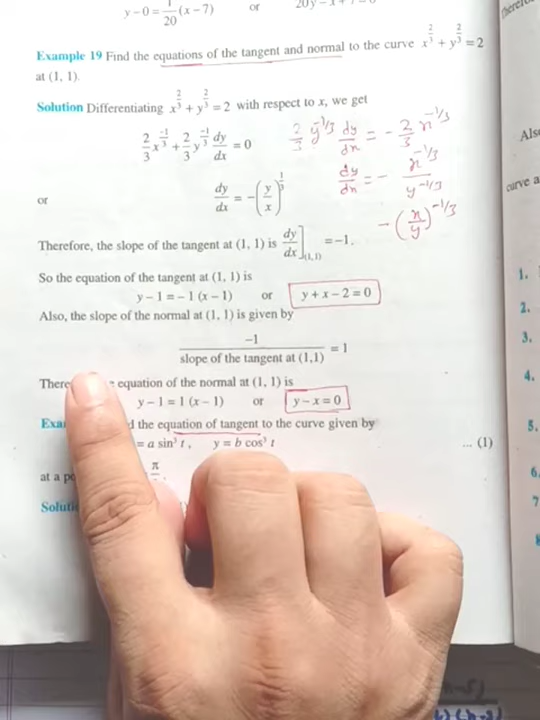 y − 0 = 1/20 (x − 7) or
Example 19 Find the equations of the tangent and normal to the curve x^(2/3) + y^(2/3) = 2
at (1, 1).
Solution Differentiating x^(2/3) + y^(2/3) = 2 with respect to x, we get
2/3 x^(-1/3) + 2/3 y^(-1/3) dy/dx = 0
2/3 y^(-1/3) dy/dx = - 2/3 x^(-1/3)
dy/dx = - x^(-1/3) / y^(-1/3)
or dy/dx = -(y/x)^(1/3)
- (x/y)^(-1/3)
Therefore, the slope of the tangent at (1, 1) is dy/dx](1,1) = −1.
So the equation of the tangent at (1, 1) is
y − 1 = − 1 (x − 1) or y + x − 2 = 0
Also, the slope of the normal at (1, 1) is given by
−1 / slope of the tangent at (1,1) = 1
equation of the normal at (1, 1) is
y − 1 = 1 (x − 1) or y − x = 0
the equation of tangent to the curve given by
= a sin³ t, y = b cos³ t ... (1)
at a
π
curve a
1.
2.
3.
4.
5.
6.
7